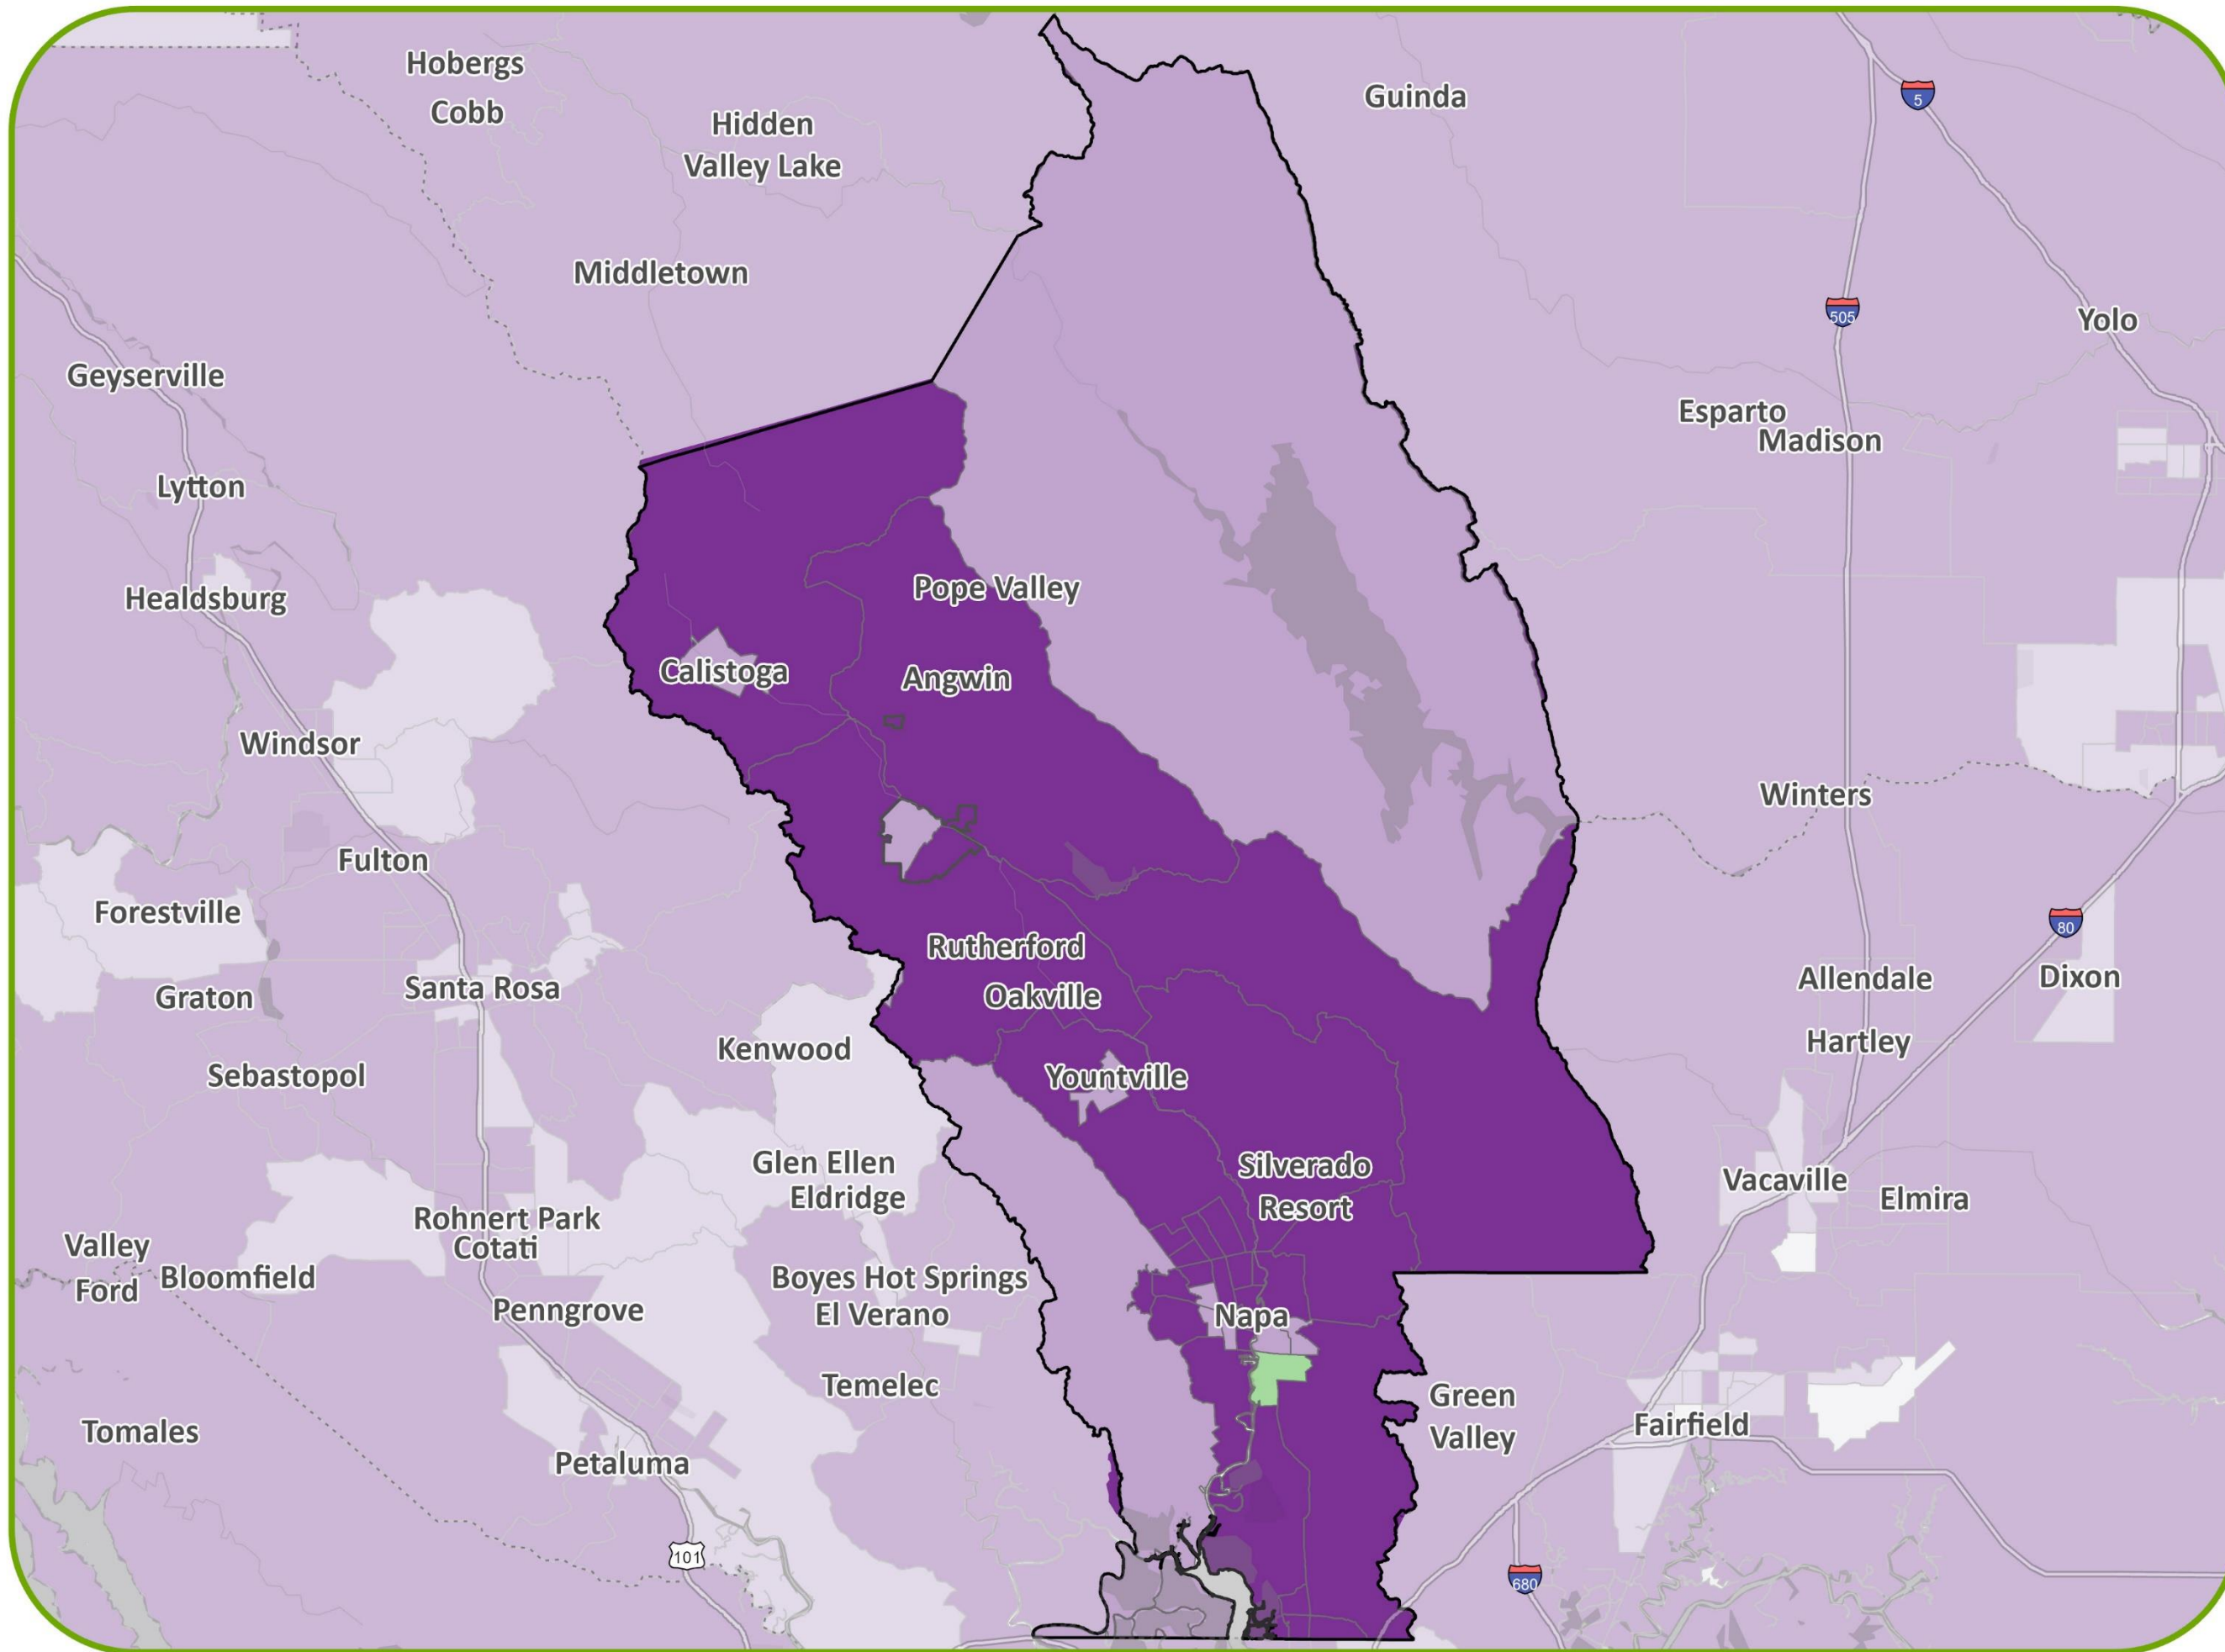 Hobergs
Cobb
Hidden
Valley Lake
Guinda
5
Middletown
505
Yolo
Geyserville
Esparto
Madison
Lytton
Healdsburg
Pope Valley
Calistoga
Angwin
Windsor
Winters
Fulton
Forestville
80
Rutherford
Santa Rosa
Graton
Oakville
Allendale
Dixon
Kenwood
Hartley
Sebastopol
Yountville
Glen Ellen
Eldridge
Silverado
Resort
Vacaville
Elmira
Rohnert Park
Cotati
Valley
Ford
Bloomfield
Boyes Hot Springs
El Verano
Penngrove
Napa
Temelec
Green
Valley
Fairfield
Tomales
Petaluma
101
680